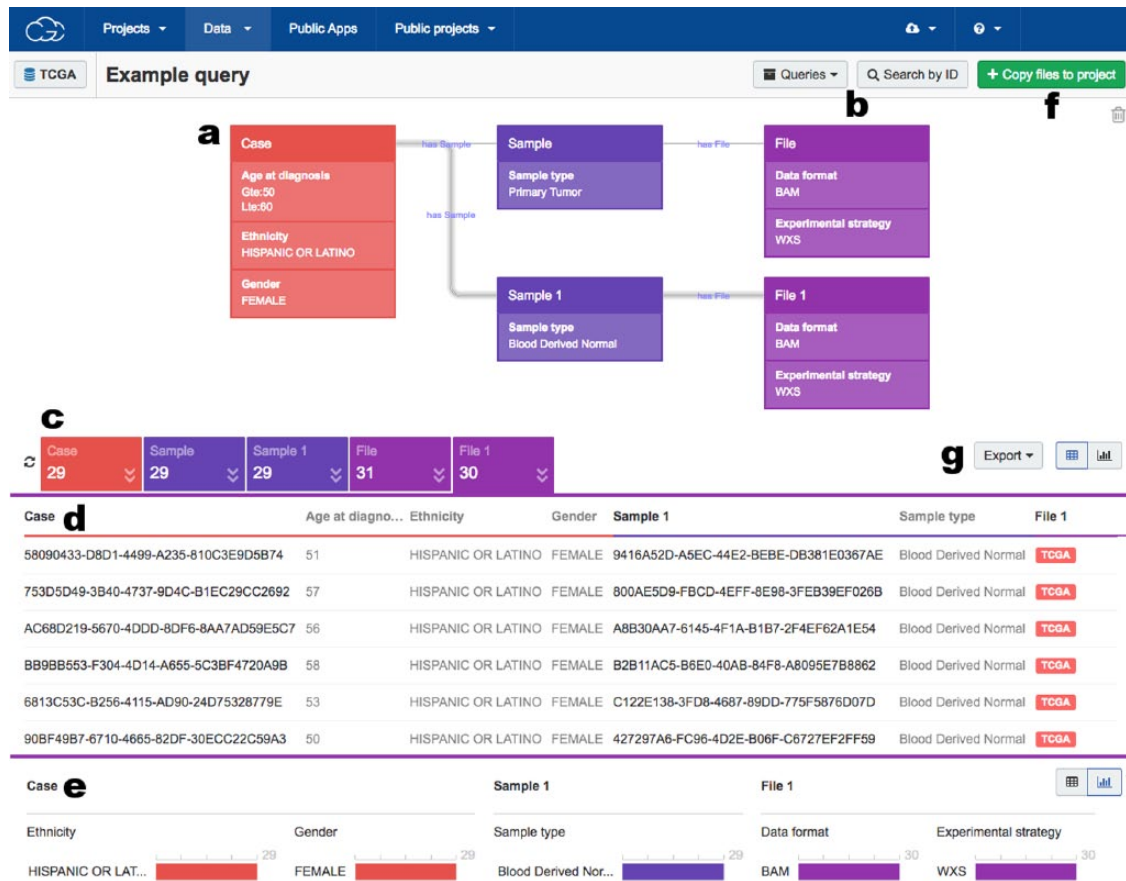 Projects Data Public Apps Public projects
TCGA Example query Queries Search by ID + Copy files to project
b f
a
Case has Sample Sample has File File
Age at diagnosis
Gte:50
Lte:60
Sample type
Primary Tumor
Data format
BAM
has Sample
Ethnicity
HISPANIC OR LATINO
Experimental strategy
WXS
Gender
FEMALE
Sample 1 has File File 1
Sample type
Blood Derived Normal
Data format
BAM
Experimental strategy
WXS
c
Case Sample Sample 1 File File 1
29 29 29 31 30
g Export
Case d Age at diagno... Ethnicity Gender Sample 1 Sample type File 1
58090433-D8D1-4499-A235-810C3E9D5B74 51 HISPANIC OR LATINO FEMALE 9416A52D-A5EC-44E2-BEBE-DB381E0367AE Blood Derived Normal TCGA
753D5D49-3B40-4737-9D4C-B1EC29CC2692 57 HISPANIC OR LATINO FEMALE 800AE5D9-FBCD-4EFF-8E98-3FEB39EF026B Blood Derived Normal TCGA
AC68D219-5670-4DDD-8DF6-8AA7AD59E5C7 56 HISPANIC OR LATINO FEMALE A8B30AA7-6145-4F1A-B1B7-2F4EF62A1E54 Blood Derived Normal TCGA
BB9BB553-F304-4D14-A655-5C3BF4720A9B 58 HISPANIC OR LATINO FEMALE B2B11AC5-B6E0-40AB-84F8-A8095E7B8862 Blood Derived Normal TCGA
6813C53C-B256-4115-AD90-24D75328779E 53 HISPANIC OR LATINO FEMALE C122E138-3FD8-4687-89DD-775F5876D07D Blood Derived Normal TCGA
90BF49B7-6710-4665-82DF-30ECC22C59A3 50 HISPANIC OR LATINO FEMALE 427297A6-FC96-4D2E-B06F-C6727EF2FF59 Blood Derived Normal TCGA
Case e Sample 1 File 1
Ethnicity Gender Sample type Data format Experimental strategy
29 29 29 30 30
HISPANIC OR LAT... FEMALE Blood Derived Nor... BAM WXS